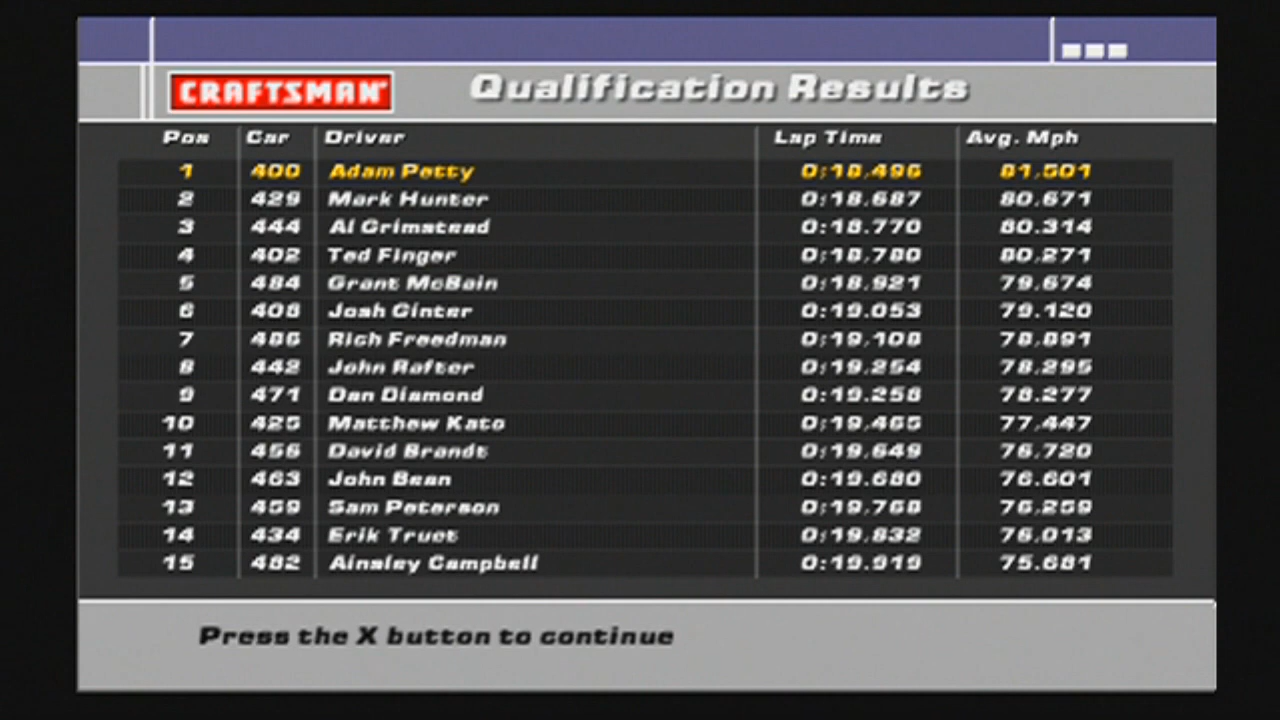 CRAFTSMAN
Qualification Results
Pos Car Driver Lap Time Avg. Mph
1 400 Adam Petty 0:18.496 81.501
2 429 Mark Hunter 0:18.687 80.671
3 444 Al Grimstead 0:18.770 80.314
4 402 Ted Finger 0:18.780 80.271
5 484 Grant McBain 0:18.921 79.674
6 408 Josh Ginter 0:19.053 79.120
7 486 Rich Freedman 0:19.108 78.891
8 442 John Rafter 0:19.254 78.295
9 471 Dan Diamond 0:19.258 78.277
10 425 Matthew Kato 0:19.465 77.447
11 456 David Brandt 0:19.649 76.720
12 463 John Bean 0:19.680 76.601
13 459 Sam Peterson 0:19.768 76.259
14 434 Erik Truet 0:19.832 76.013
15 482 Ainsley Campbell 0:19.919 75.681
Press the X button to continue